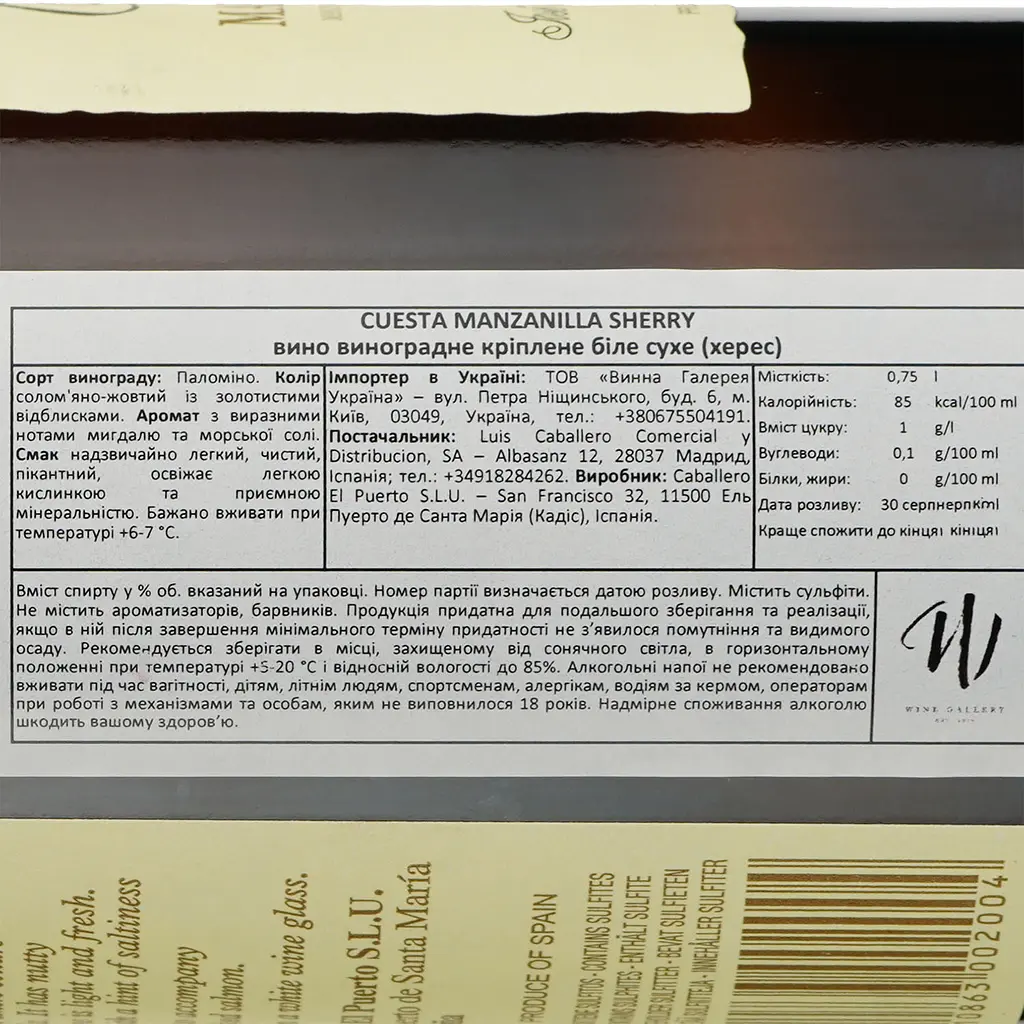 CUESTA MANZANILLA SHERRY
вино виноградне кріплене біле сухе (херес)
Сорт винограду: Паломіно. Колір
солом'яно-жовтий із золотистими
відблисками. Аромат з виразними
нотами мигдалю та морської солі.
Смак надзвичайно легкий, чистий,
пікантний, освіжає легкою
кислинкою та приємною
мінеральністю. Бажано вживати при
температурі +6-7 °С.
Імпортер в Україні: ТОВ «Винна Галерея
Україна» – вул. Петра Ніщинського, буд. 6, м.
Київ, 03049, Україна, тел.: +380675504191.
Постачальник: Luis Caballero Comercial y
Distribucion, SA – Albasanz 12, 28037 Мадрид,
Іспанія; тел.: +34918284262. Виробник: Caballero
El Puerto S.L.U. – San Francisco 32, 11500 Ель
Пуерто де Санта Марія (Кадіс), Іспанія.
Місткість: 0,75 l
Калорійність: 85 kcal/100 ml
Вміст цукру: 1 g/l
Вуглеводи: 0,1 g/100 ml
Білки, жири: 0 g/100 ml
Дата розливу: 30
Краще спожити до кінця
Вміст спирту у % об. вказаний на упаковці. Номер партії визначається датою розливу. Містить сульфіти.
Не містить ароматизаторів, барвників. Продукція придатна для подальшого зберігання та реалізації,
якщо в ній після завершення мінімального терміну придатності не з’явилося помутніння та видимого
осаду. Рекомендується зберігати в місці, захищеному від сонячного світла, в горизонтальному
положенні при температурі +5-20 °С і відносній вологості до 85%. Алкогольні напої не рекомендовано
вживати під час вагітності, дітям, літнім людям, спортсменам, алергікам, водіям за кермом, операторам
при роботі з механізмами та особам, яким не виповнилося 18 років. Надмірне споживання алкоголю
шкодить вашому здоров’ю.
WINE GALLERY
It has nutty
is light and fresh.
a hint of saltiness
accompany
salmon.
a white wine glass.
El Puerto S.L.U.
de Santa María
PRODUCE OF SPAIN
SULFITOS - CONTAINS SULFITES
SULPHITES - ENTHÄLT SULFITE
SULFITTER - BEVAT SULFIETEN
- INNEHÅLLER SULFITER